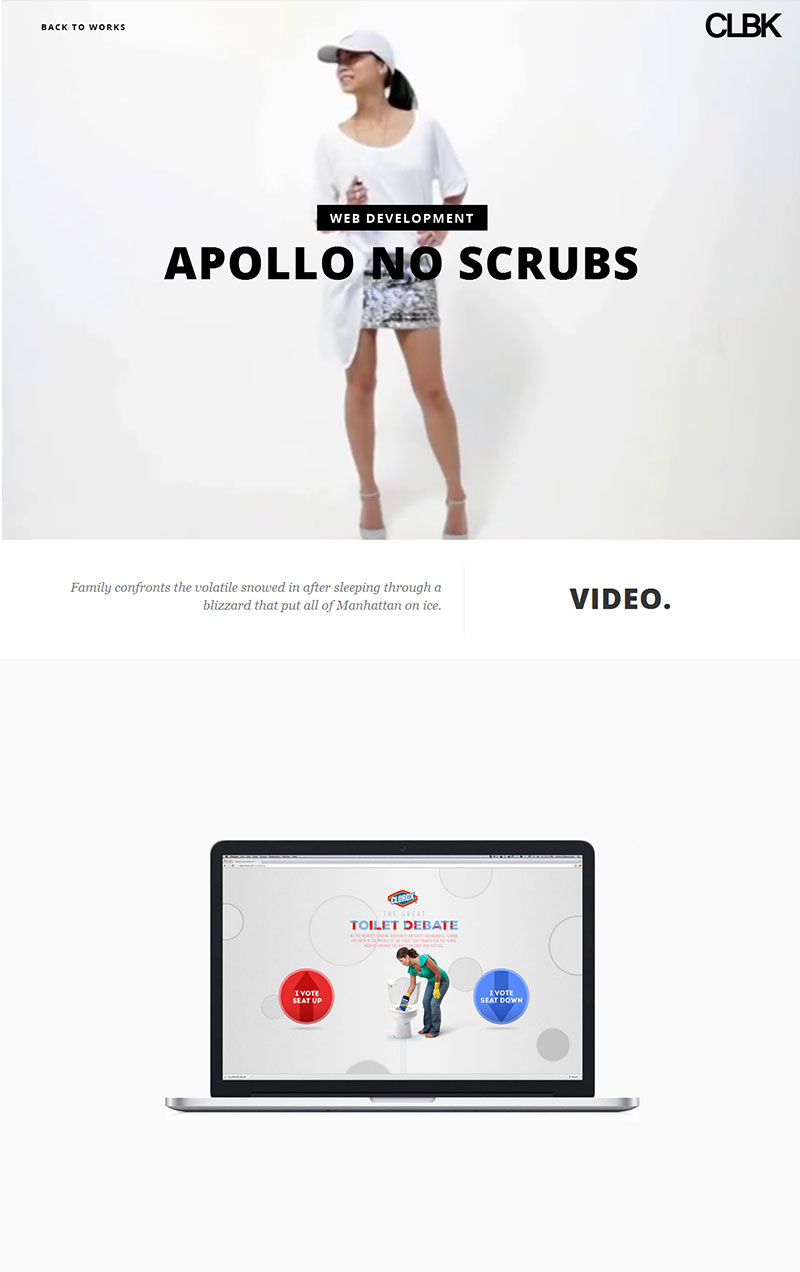 BACK TO WORKS
CLBK
WEB DEVELOPMENT
APOLLO NO SCRUBS
Family confronts the volatile snowed in after sleeping through a
blizzard that put all of Manhattan on ice.
VIDEO.
CLOROX
THE GREAT
TOILET DEBATE
I VOTE
SEAT UP
I VOTE
SEAT DOWN